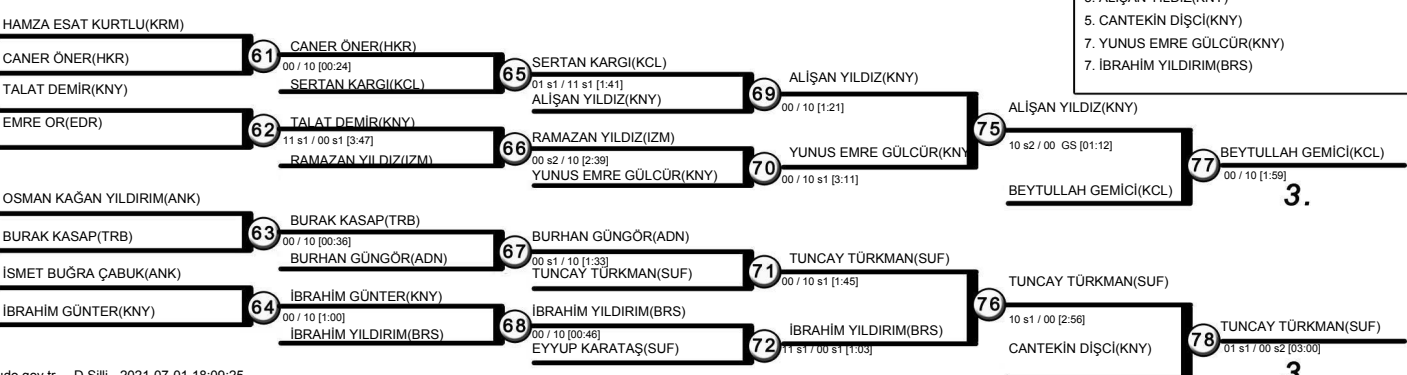 5. CANTEKİN DİŞCİ(KNY)
7. YUNUS EMRE GÜLCÜR(KNY)
7. İBRAHİM YILDIRIM(BRS)
HAMZA ESAT KURTLU(KRM)
CANER ÖNER(HKR)
TALAT DEMİR(KNY)
EMRE OR(EDR)
OSMAN KAĞAN YILDIRIM(ANK)
BURAK KASAP(TRB)
İSMET BUĞRA ÇABUK(ANK)
İBRAHİM GÜNTER(KNY)
61
62
63
64
CANER ÖNER(HKR)
00 / 10 [00:24]
SERTAN KARGI(KCL)
TALAT DEMİR(KNY)
11 s1 / 00 s1 [3:47]
RAMAZAN YILDIZ(IZM)
BURAK KASAP(TRB)
00 / 10 [00:36]
BURHAN GÜNGÖR(ADN)
İBRAHİM GÜNTER(KNY)
00 / 10 [1:00]
İBRAHİM YILDIRIM(BRS)
65
66
67
68
SERTAN KARGI(KCL)
01 s1 / 11 s1 [1:41]
ALİŞAN YILDIZ(KNY)
RAMAZAN YILDIZ(IZM)
00 s2 / 10 [2:39]
YUNUS EMRE GÜLCÜR(KNY)
BURHAN GÜNGÖR(ADN)
00 s1 / 10 [1:33]
TUNCAY TÜRKMAN(SUF)
İBRAHİM YILDIRIM(BRS)
00 / 10 [00:46]
EYYUP KARATAŞ(SUF)
69
70
71
72
ALİŞAN YILDIZ(KNY)
00 / 10 [1:21]
YUNUS EMRE GÜLCÜR(KNY
00 / 10 s1 [3:11]
TUNCAY TÜRKMAN(SUF)
00 / 10 s1 [1:45]
İBRAHİM YILDIRIM(BRS)
11 s1 / 00 s1 [1:03]
75
76
ALİŞAN YILDIZ(KNY)
10 s2 / 00 GS [01:12]
BEYTULLAH GEMİCİ(KCL)
TUNCAY TÜRKMAN(SUF)
10 s1 / 00 [2:56]
CANTEKİN DİŞCİ(KNY)
77
78
BEYTULLAH GEMİCİ(KCL)
00 / 10 [1:59]
3.
TUNCAY TÜRKMAN(SUF)
01 s1 / 00 s2 [03:00]
3